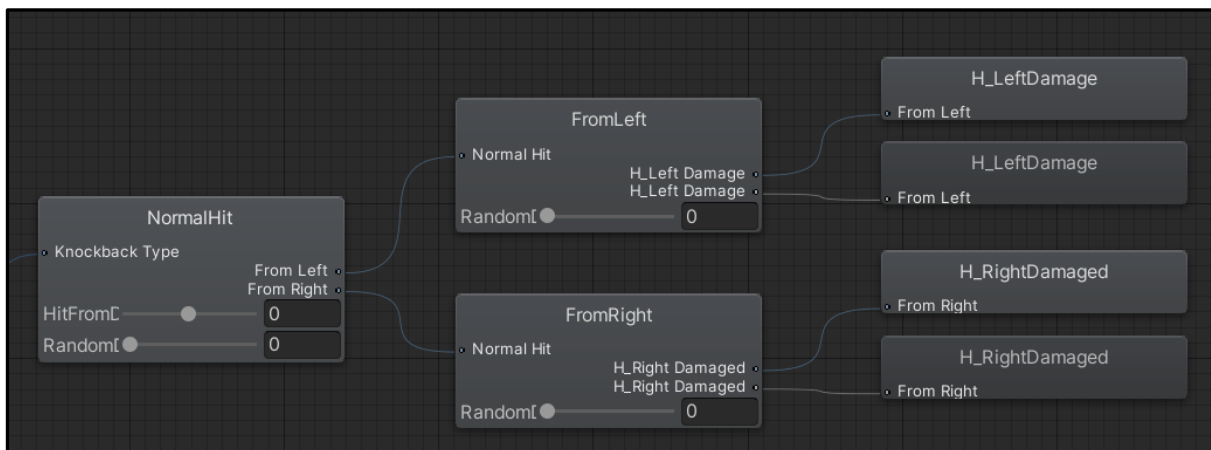 NormalHit
Knockback Type
From Left
From Right
HitFromD
0
Random[
0
FromLeft
Normal Hit
H_Left Damage
H_Left Damage
Random[
0
FromRight
Normal Hit
H_Right Damaged
H_Right Damaged
Random[
0
H_LeftDamage
From Left
H_LeftDamage
From Left
H_RightDamaged
From Right
H_RightDamaged
From Right